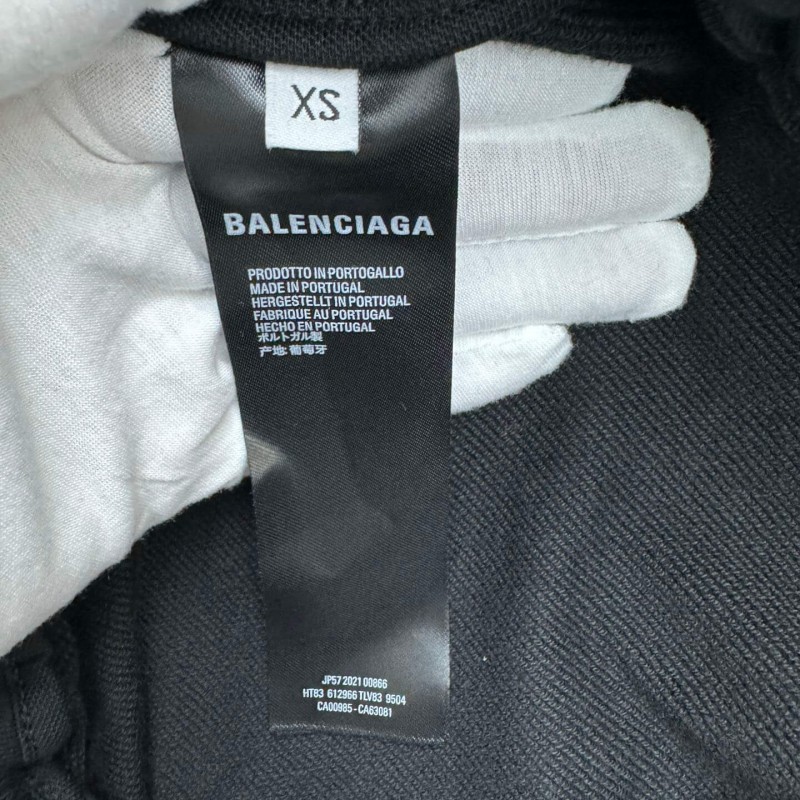 XS
BALENCIAGA
PRODOTTO IN PORTOGALLO
MADE IN PORTUGAL
HERGESTELLT IN PORTUGAL
FABRIQUE AU PORTUGAL
HECHO EN PORTUGAL
ポルトガル製
产地:葡萄牙
JP57 2021 00866
HT83 612966 TLVB3 9504
CA00985-CA63081